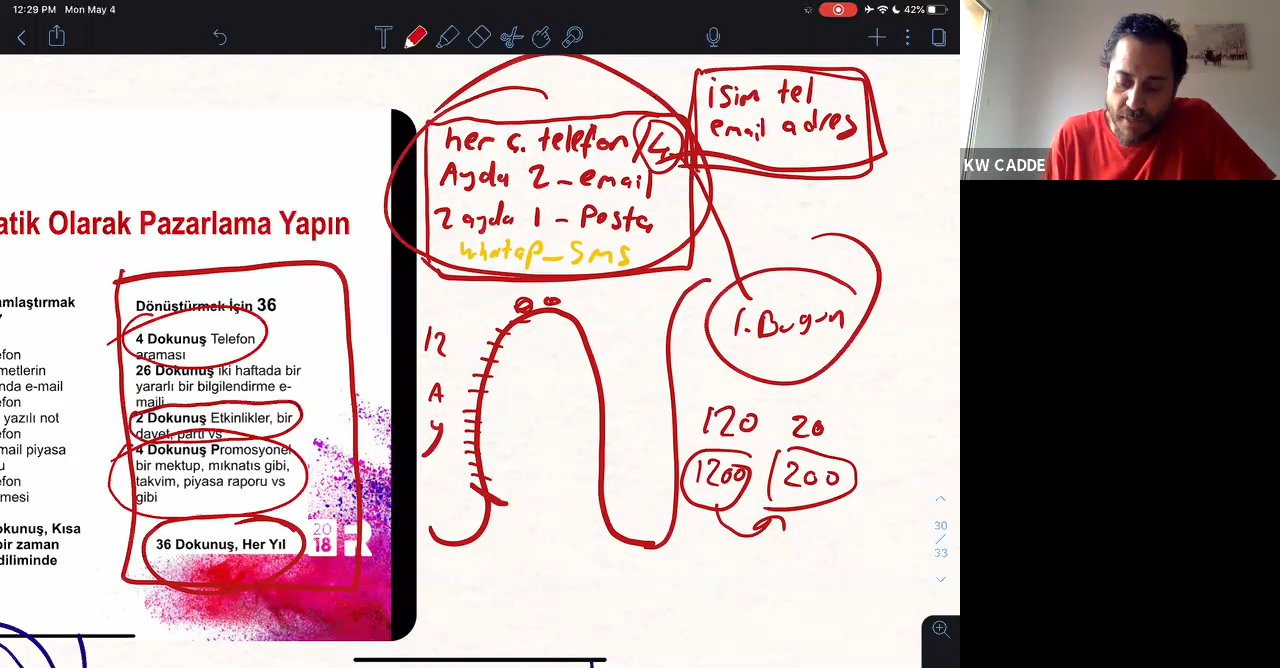 12:29 PM Mon May 4
42%
T
her ç. telefon / 4
Ayda 2 - email
2 ayda 1 - Posta
whatap - SMS
isim tel
email adres
KW CADDE
atik Olarak Pazarlama Yapın
amlaştırmak
efon
metlerin
nda e-mail
efon
yazılı not
efon
mail piyasa
u
efon
mesi
okunuş, Kısa
bir zaman
diliminde
Dönüştürmek İçin 36
4 Dokunuş Telefon
araması
26 Dokunuş iki haftada bir
yararlı bir bilgilendirme e-
maili
2 Dokunuş Etkinlikler, bir
davet, parti vs
4 Dokunuş Promosyonel
bir mektup, mıknatıs gibi,
takvim, piyasa raporu vs
gibi
36 Dokunuş, Her Yıl
20
18 R
12
A
y
1. Bugün
120 20
1200 200
30
33